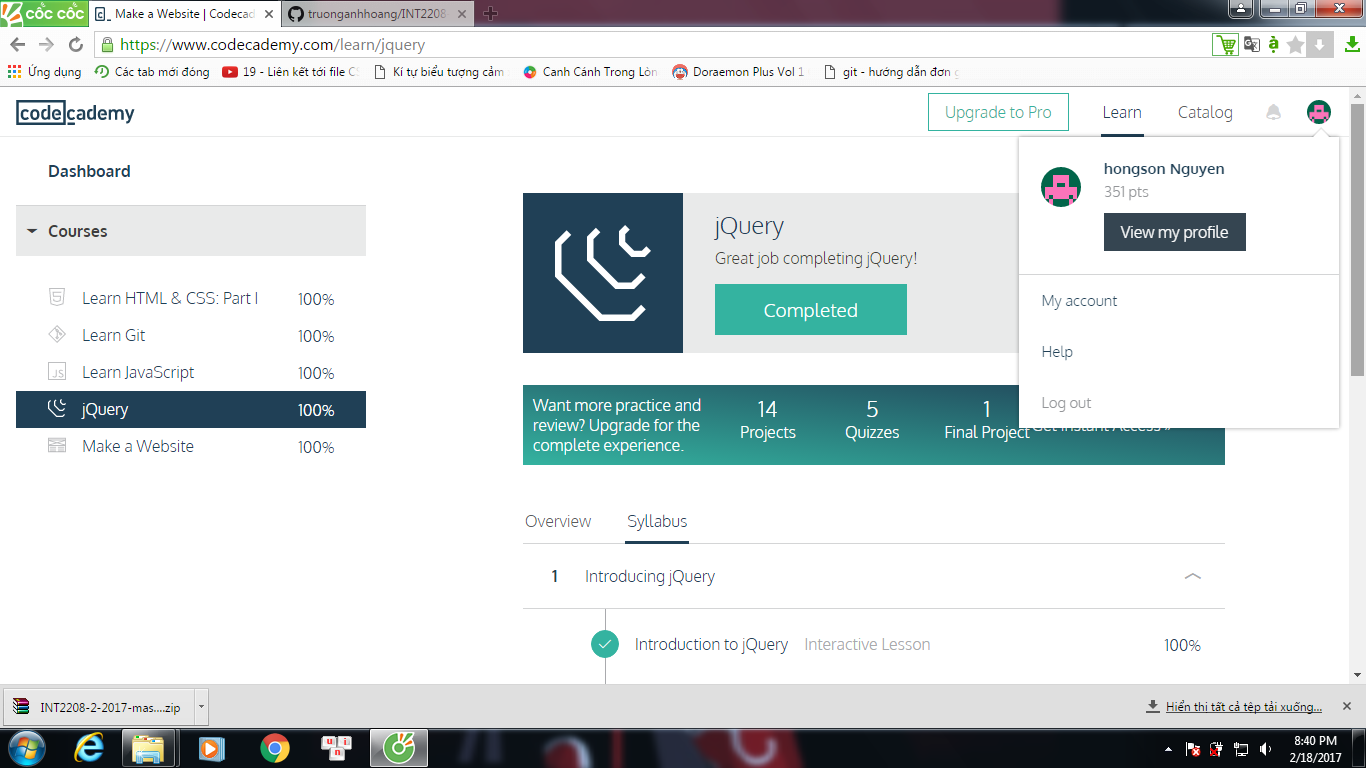 CỐC CỐC
Make a Website | Codecad
truonganhhoang/INT2208
https://www.codecademy.com/learn/jquery
Ứng dụng
Các tab mới đóng
19 - Liên kết tới file CS
Kí tự biểu tượng cảm
Canh Cánh Trong Lòn
Doraemon Plus Vol 1
git - hướng dẫn đơn g
codecademy
Upgrade to Pro
Learn
Catalog
hongson Nguyen
351 pts
View my profile
My account
Help
Log out
Dashboard
Courses
Learn HTML & CSS: Part I 100%
Learn Git 100%
Learn JavaScript 100%
jQuery 100%
Make a Website 100%
jQuery
Great job completing jQuery!
Completed
Want more practice and
review? Upgrade for the
complete experience.
14
Projects
5
Quizzes
1
Final Project
Get Instant Access »
Overview
Syllabus
1 Introducing jQuery
Introduction to jQuery Interactive Lesson 100%
INT2208-2-2017-mas....zip
Hiển thị tất cả tệp tải xuống...
8:40 PM
2/18/2017